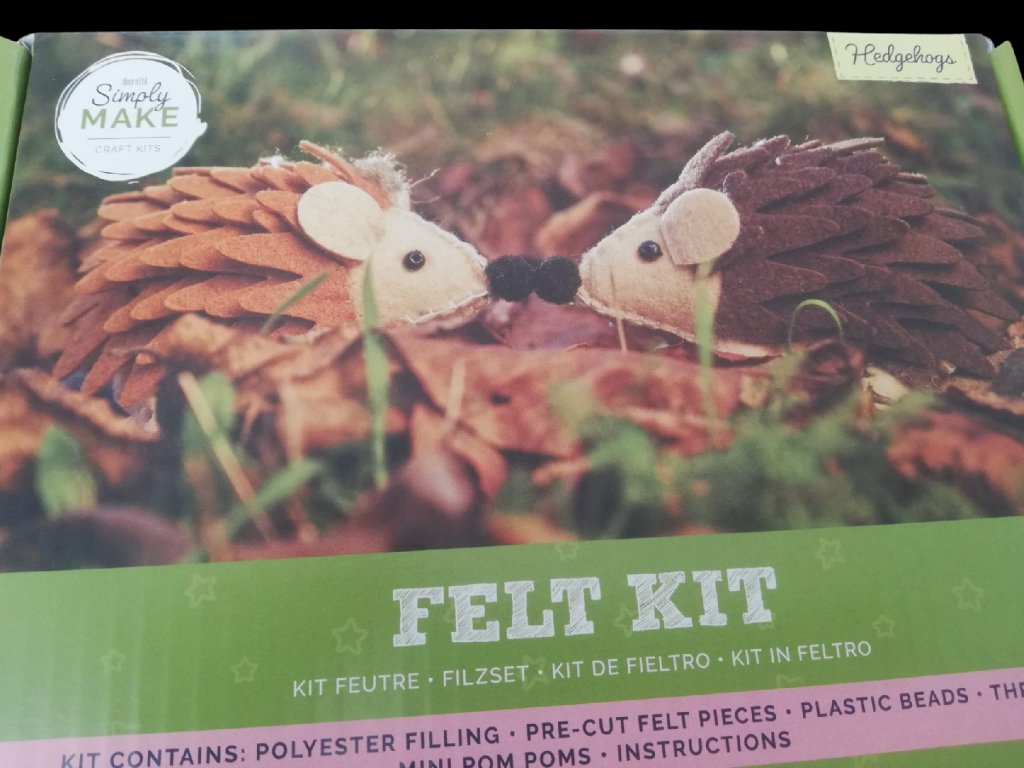 Simply
MAKE
CRAFT KITS
Hedgehogs
FELT KIT
KIT FEUTRE • FILZSET • KIT DE FIELTRO • KIT IN FELTRO
KIT CONTAINS: POLYESTER FILLING • PRE-CUT FELT PIECES • PLASTIC BEADS •
MINI POM POMS • INSTRUCTIONS